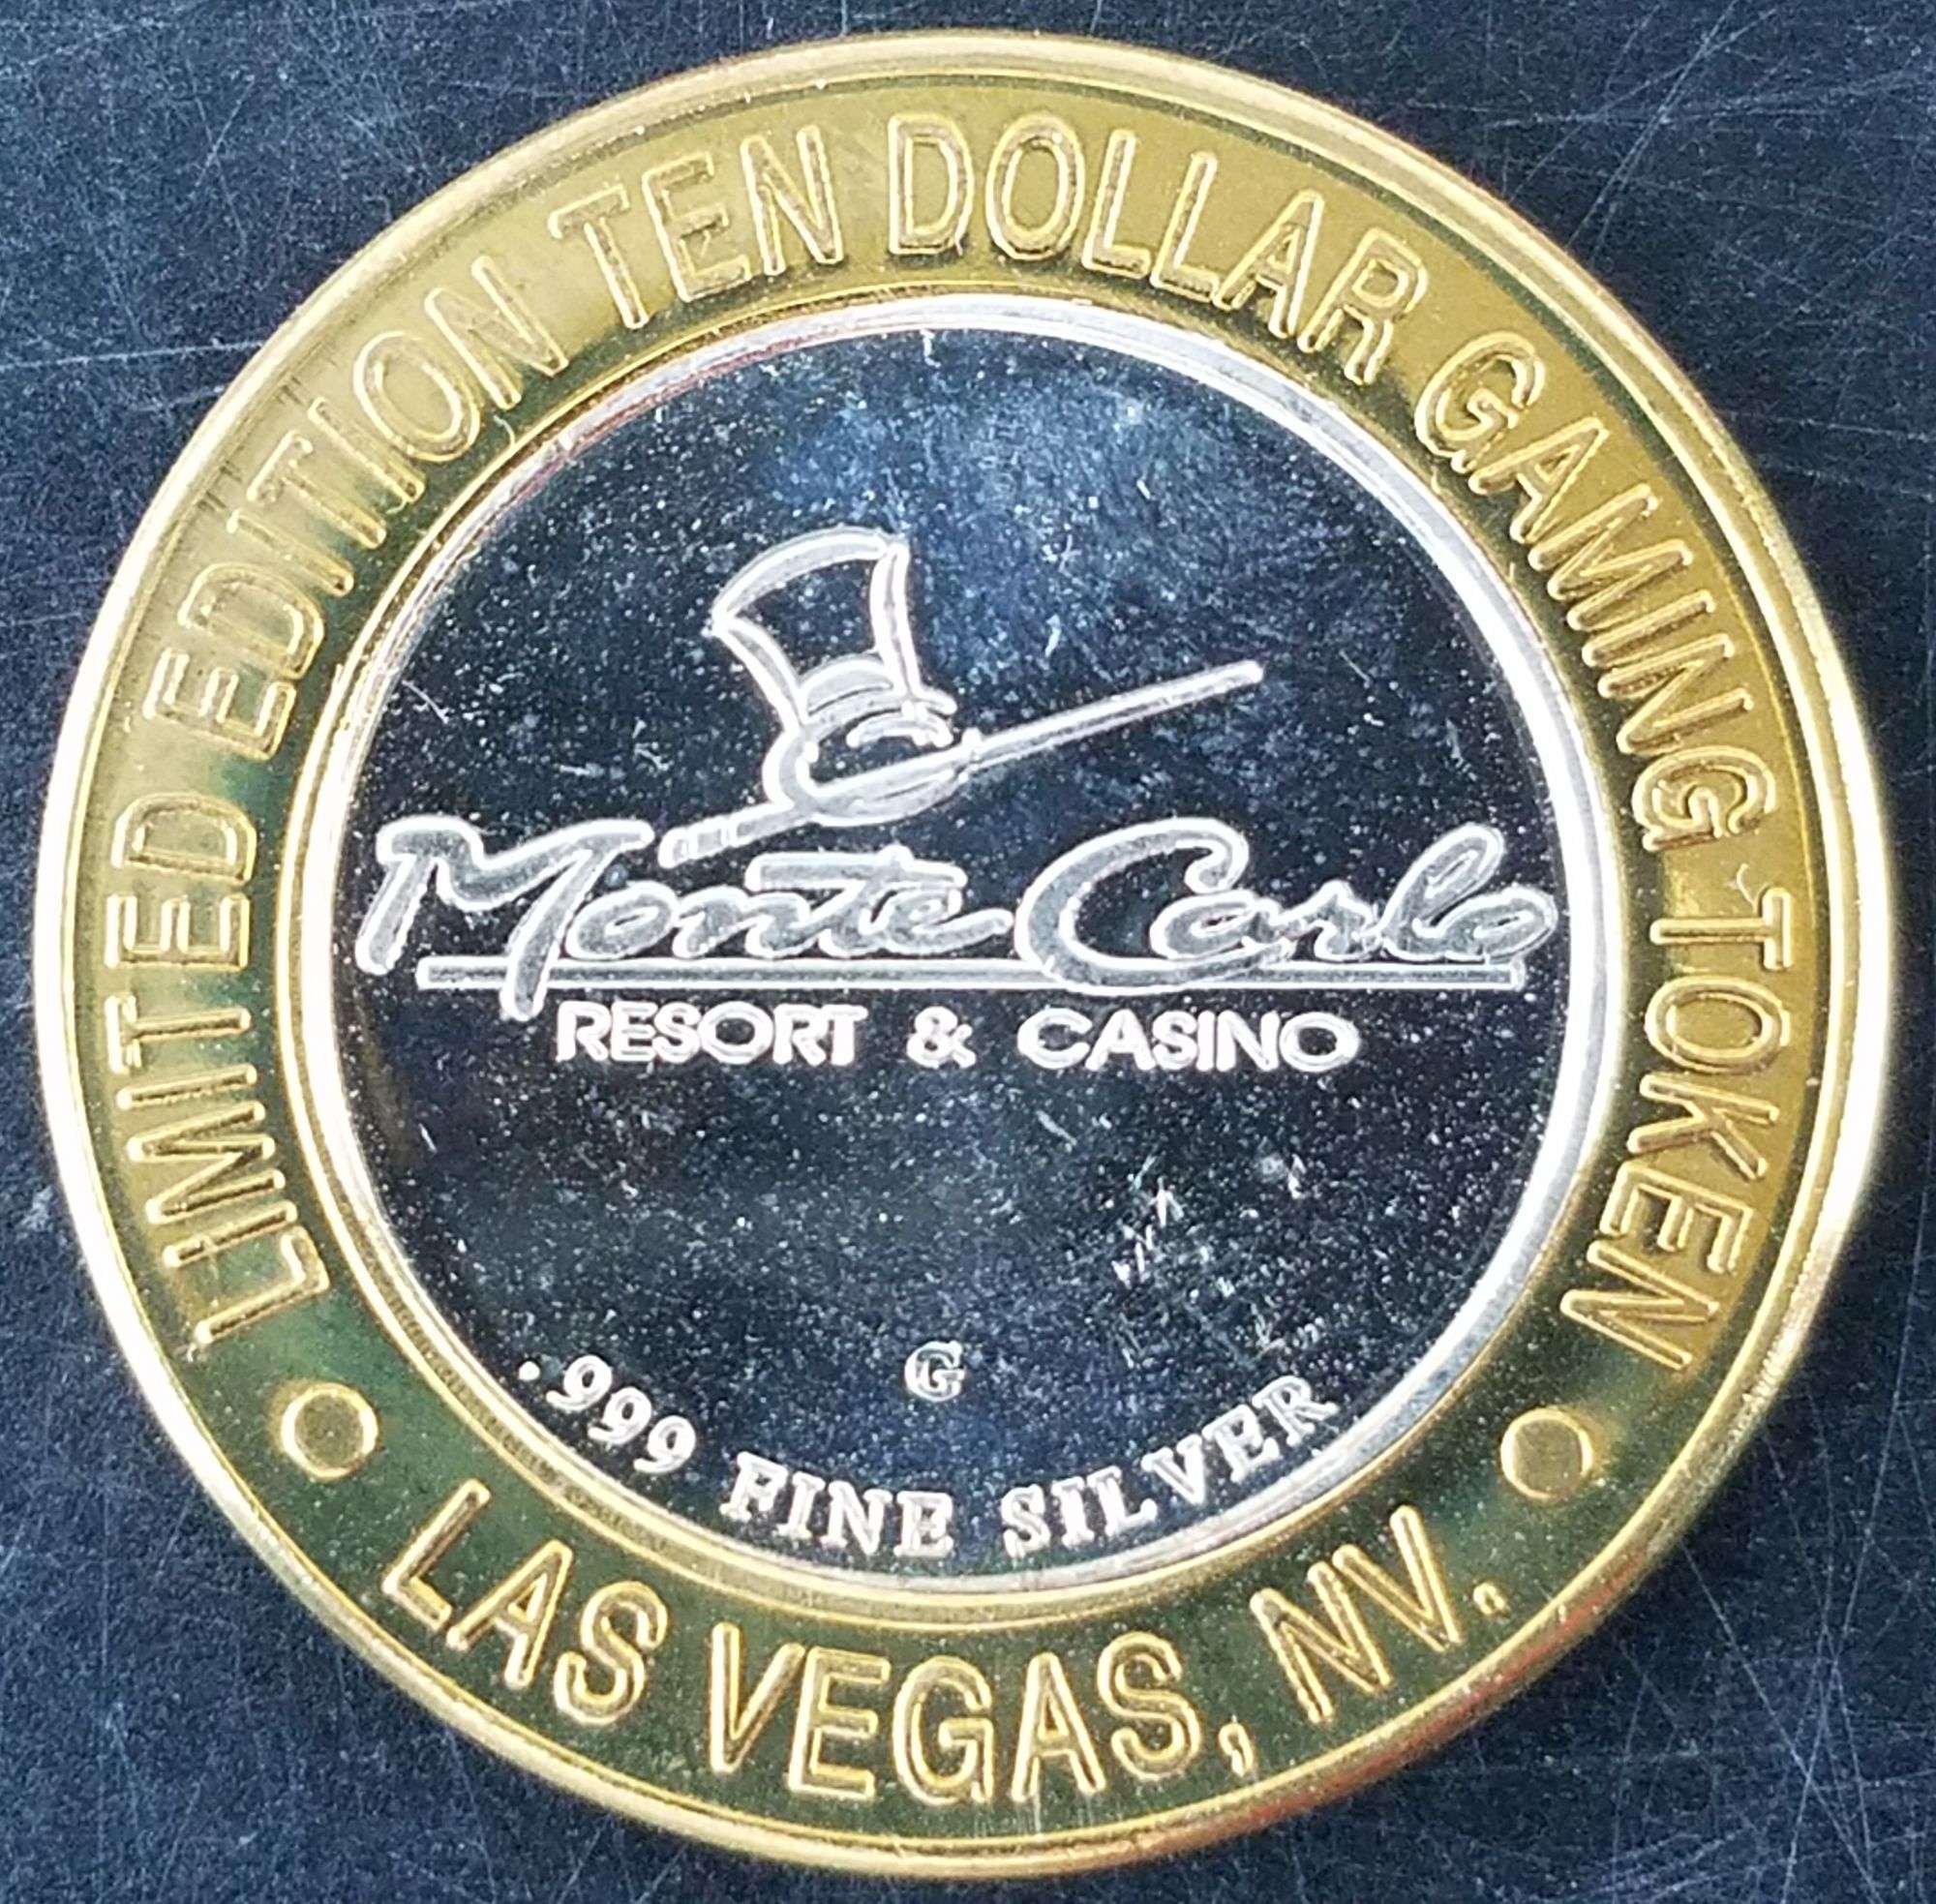 LIMITED EDITION TEN DOLLAR GAMING TOKEN
Monte Carlo
RESORT & CASINO
G
.999 FINE SILVER
LAS VEGAS, NV.